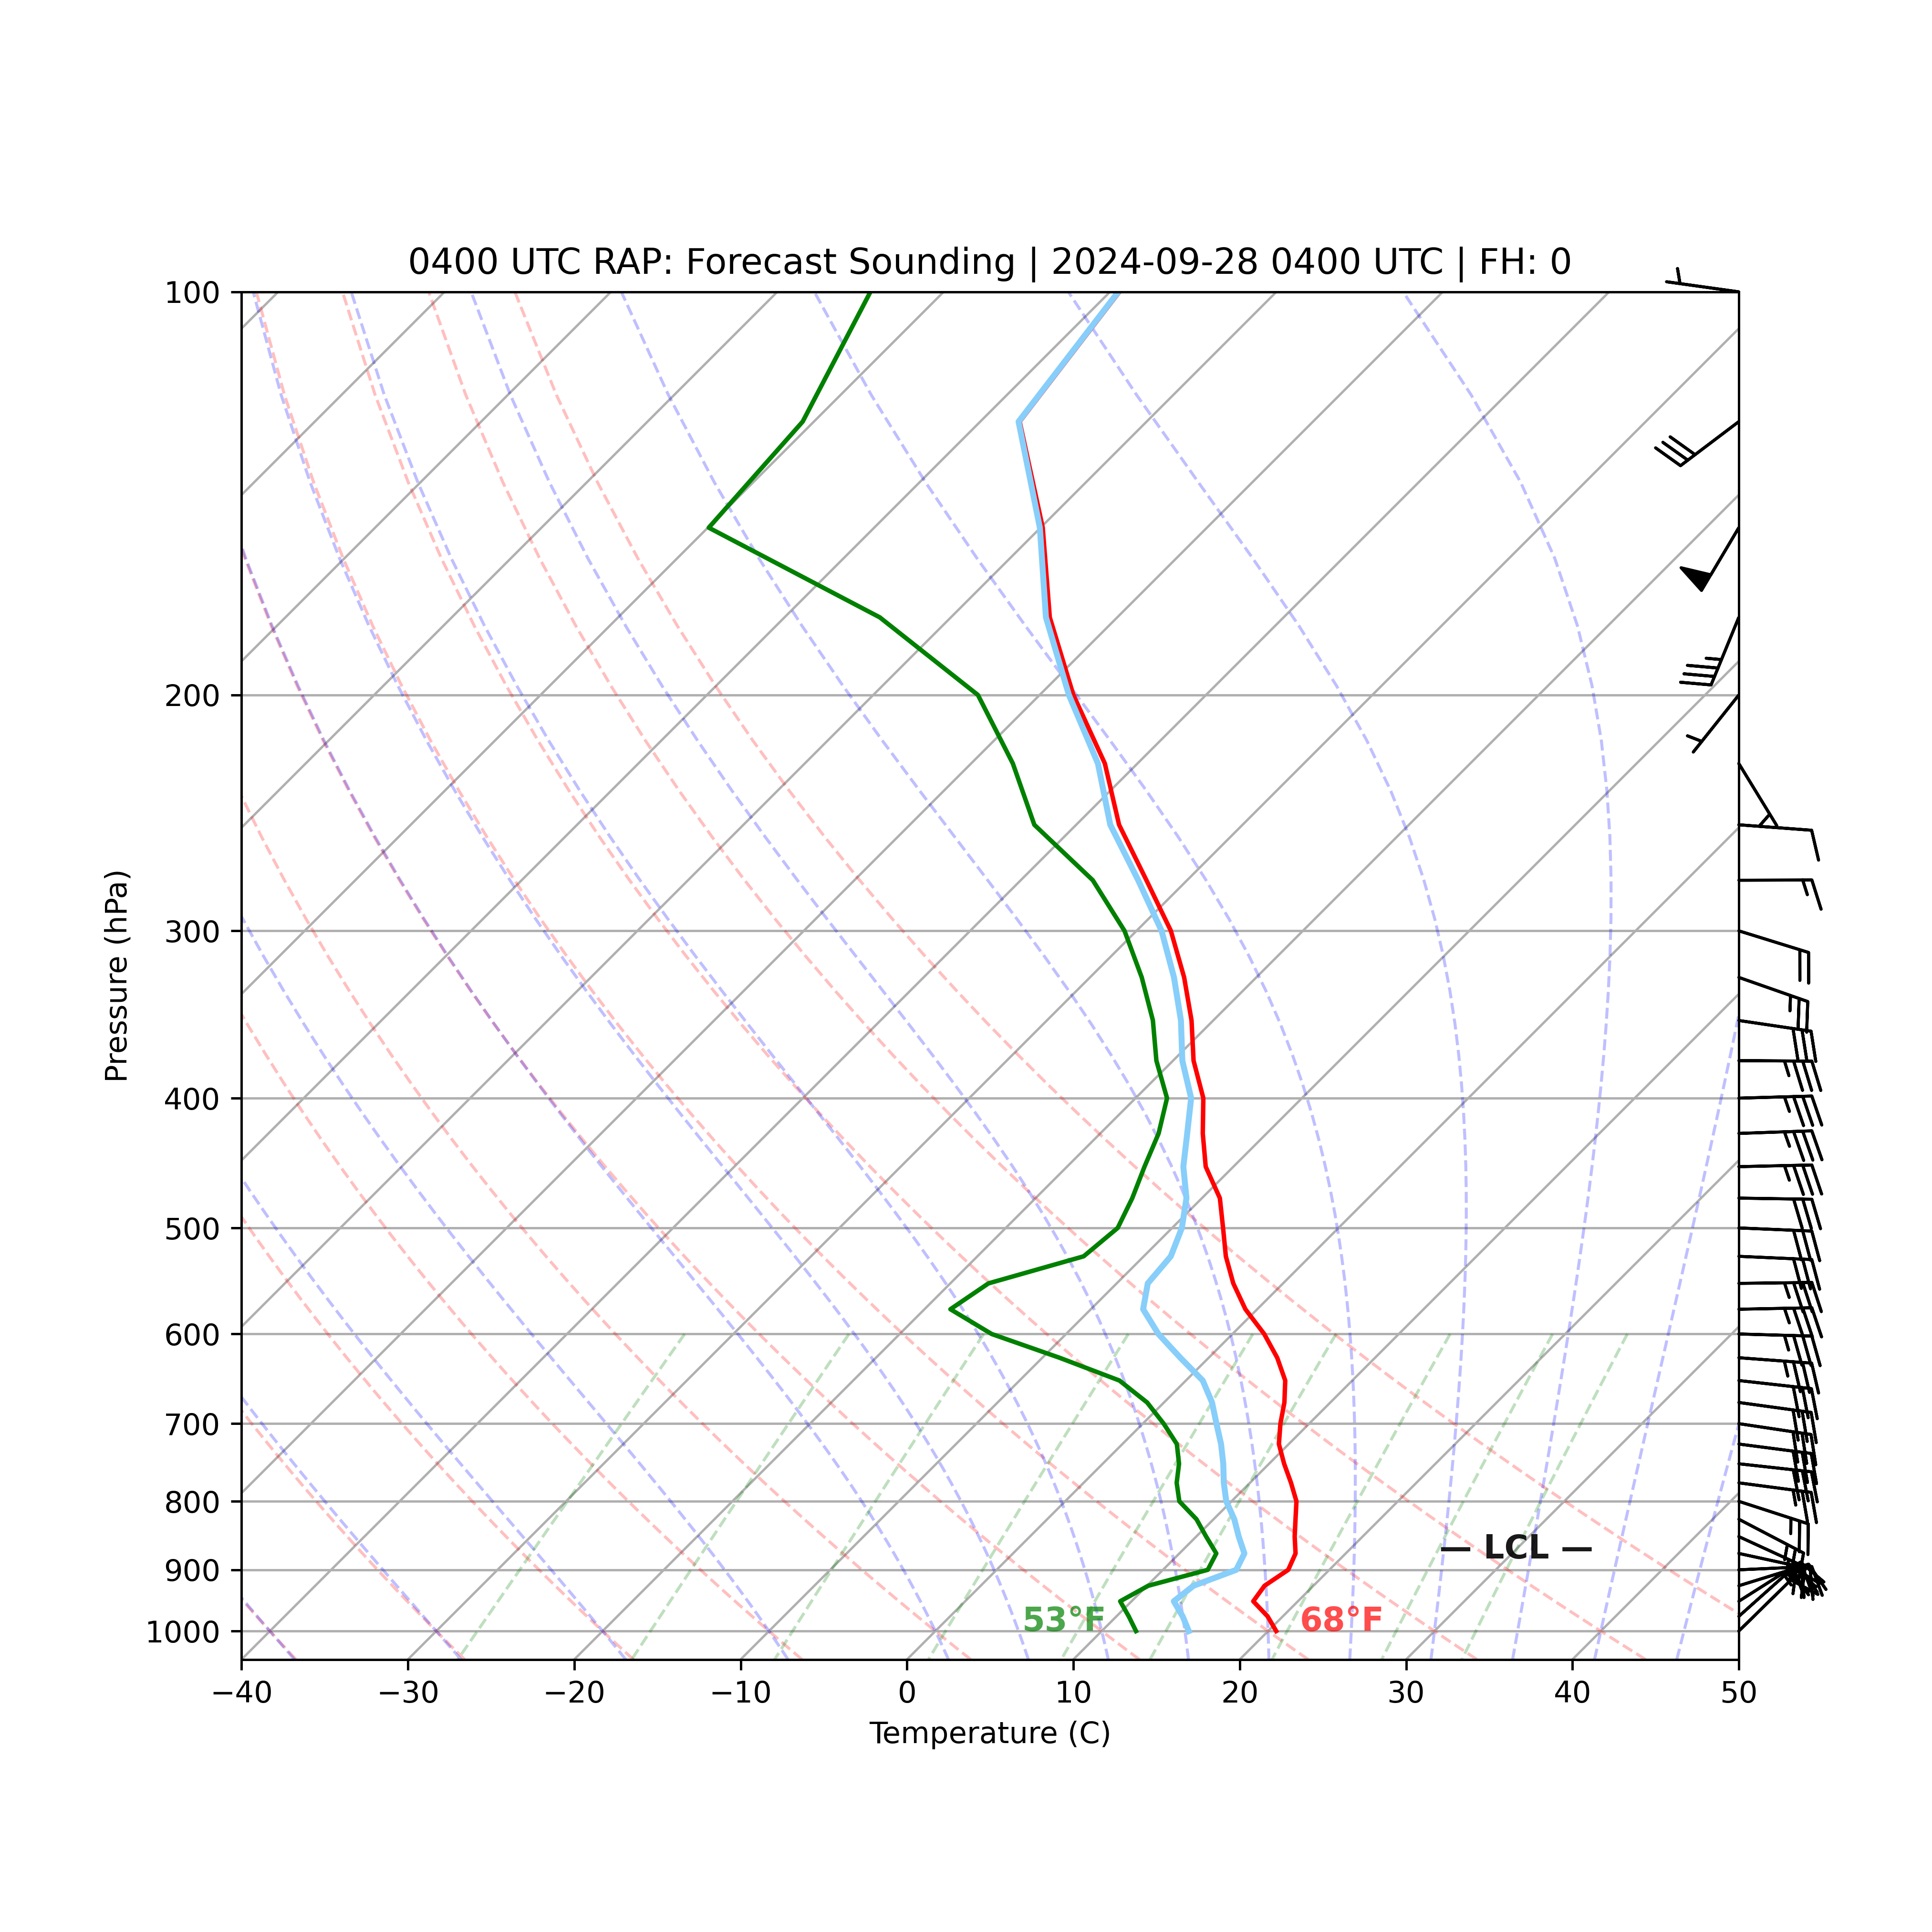 0400 UTC RAP: Forecast Sounding | 2024-09-28 0400 UTC | FH: 0
100
200
300
400
500
600
700
800
900
1000
Pressure (hPa)
— LCL —
53°F
68°F
−40 −30 −20 −10 0 10 20 30 40 50
Temperature (C)